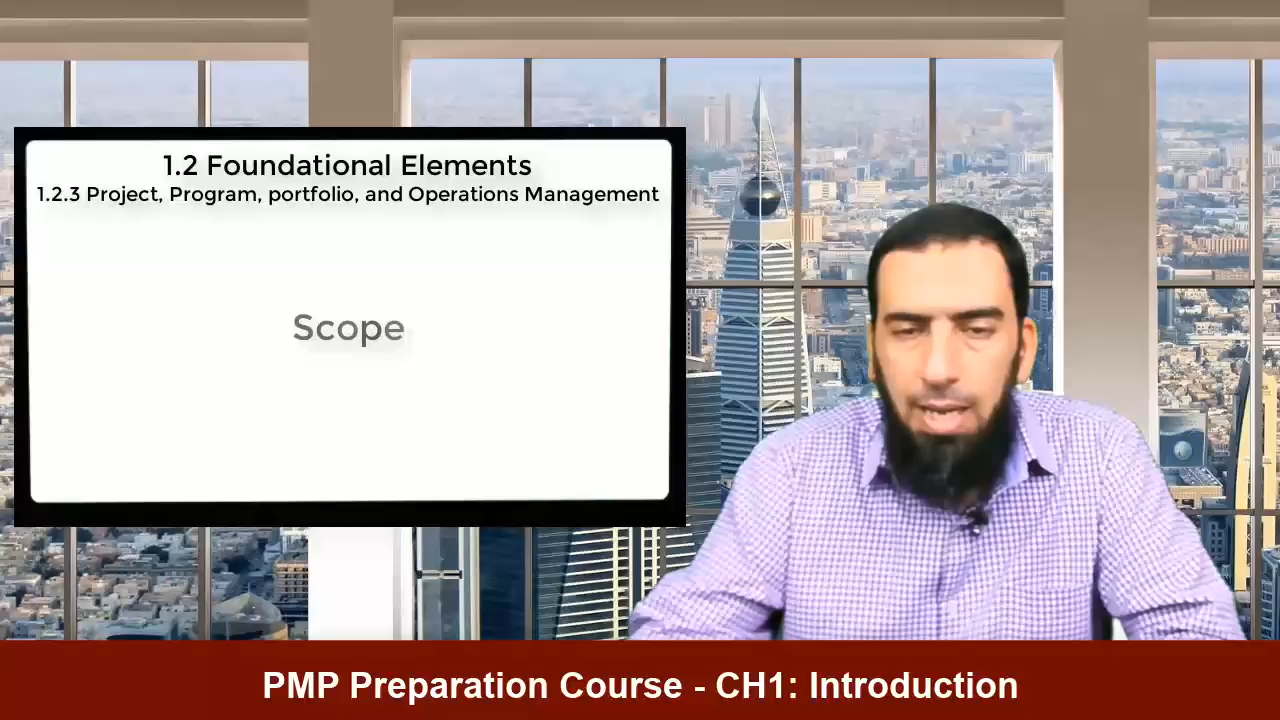 1.2 Foundational Elements
1.2.3 Project, Program, portfolio, and Operations Management
Scope
PMP Preparation Course - CH1: Introduction